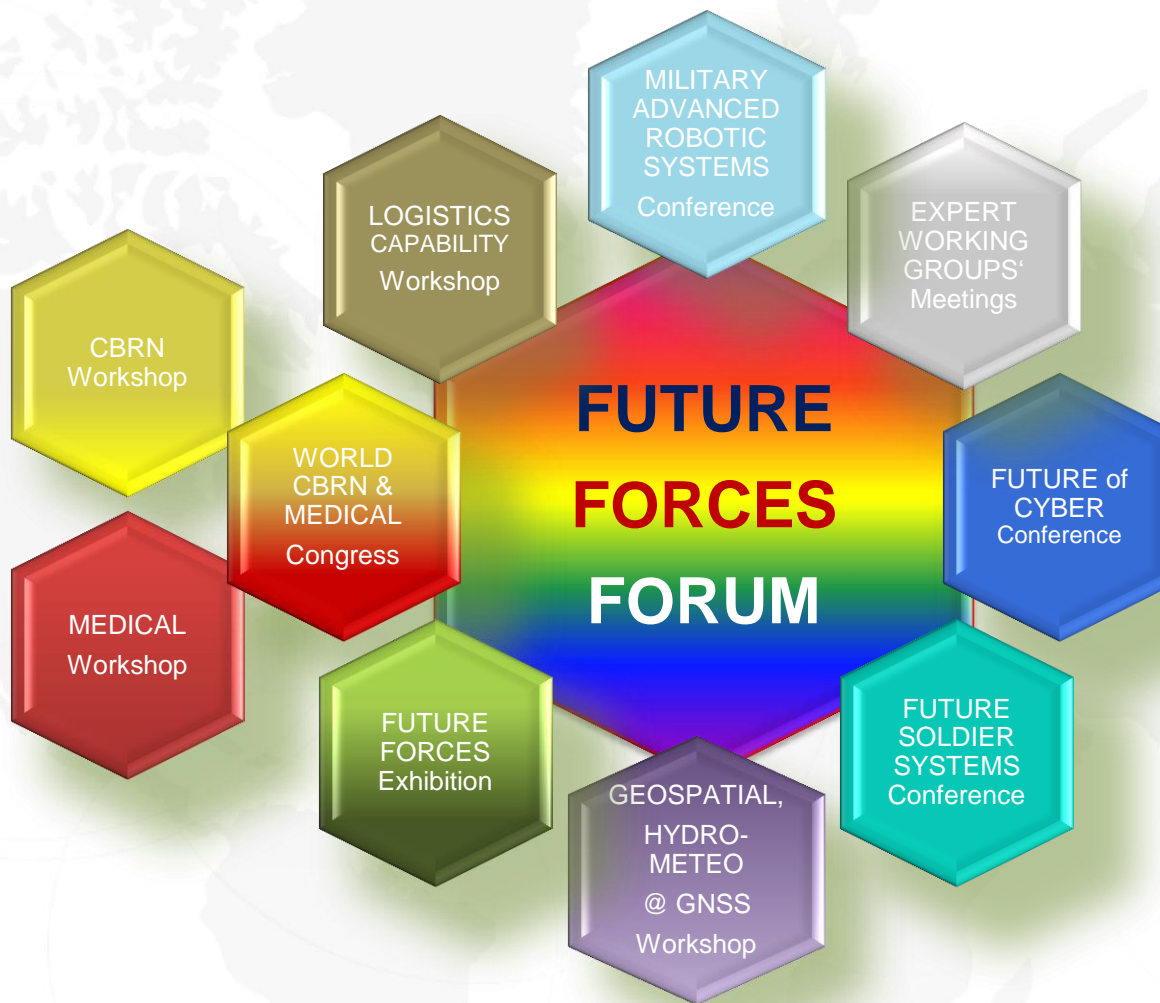 MILITARY
ADVANCED
ROBOTIC
SYSTEMS
Conference
LOGISTICS
CAPABILITY
Workshop
EXPERT
WORKING
GROUPS‘
Meetings
CBRN
Workshop
WORLD
CBRN &
MEDICAL
Congress
FUTURE
FORCES
FORUM
FUTURE of
CYBER
Conference
MEDICAL
Workshop
FUTURE
FORCES
Exhibition
FUTURE
SOLDIER
SYSTEMS
Conference
GEOSPATIAL,
HYDRO-
METEO
@ GNSS
Workshop